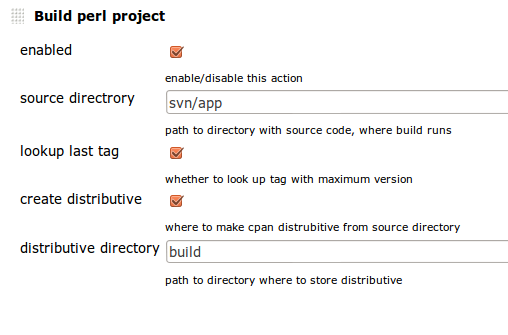 Build perl project
enabled
enable/disable this action
source directrory
svn/app
path to directory with source code, where build runs
lookup last tag
whether to look up tag with maximum version
create distributive
where to make cpan distrubitive from source directory
distributive directory
build
path to directory where to store distributive